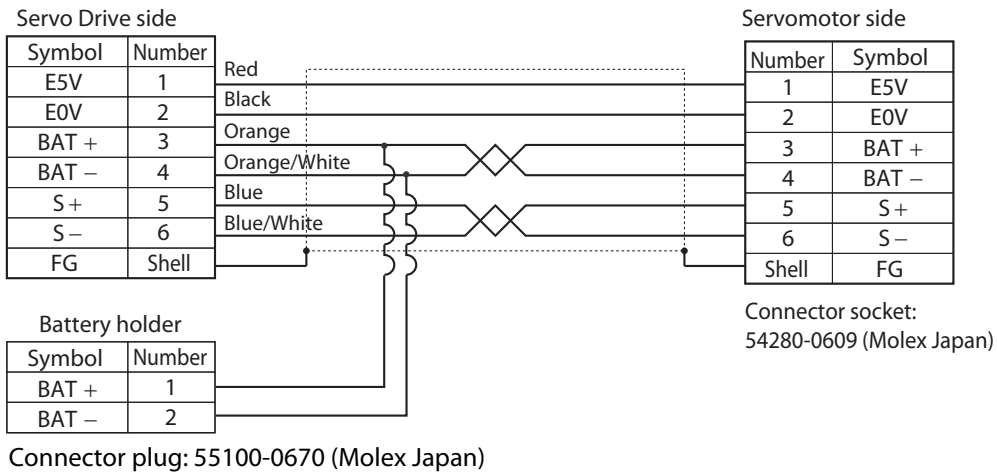 Servo Drive side
Symbol Number
E5V 1
E0V 2
BAT + 3
BAT − 4
S+ 5
S− 6
FG Shell
Red
Black
Orange
Orange/White
Blue
Blue/White
Servomotor side
Number Symbol
1 E5V
2 E0V
3 BAT +
4 BAT −
5 S+
6 S−
Shell FG
Connector socket:
54280-0609 (Molex Japan)
Battery holder
Symbol Number
BAT + 1
BAT − 2
Connector plug: 55100-0670 (Molex Japan)